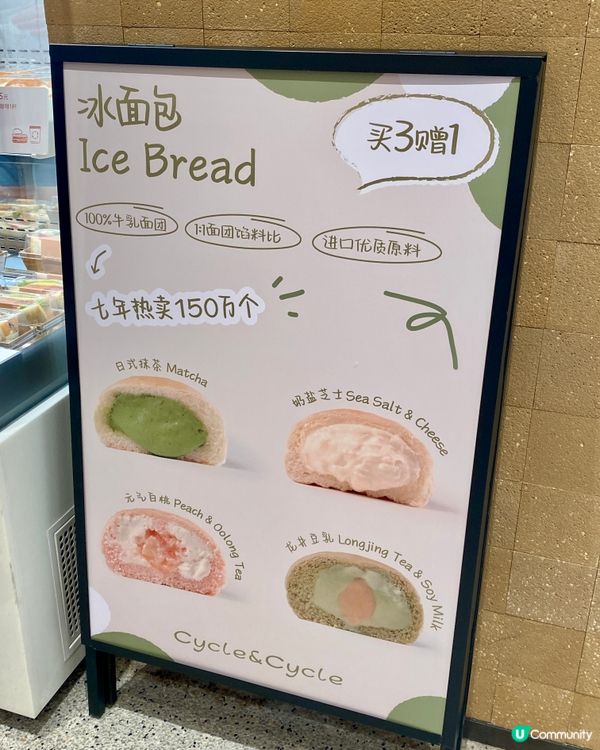 冰面包
Ice Bread
买3赠1
100%牛乳面团
1:1面团馅料比
进口优质原料
七年热卖150万个
日式抹茶 Matcha
奶盐芝士 Sea Salt & Cheese
元气白桃 Peach & Oolong Tea
龙井豆乳 Longjing Tea & Soy Milk
Cycle&Cycle
U Community